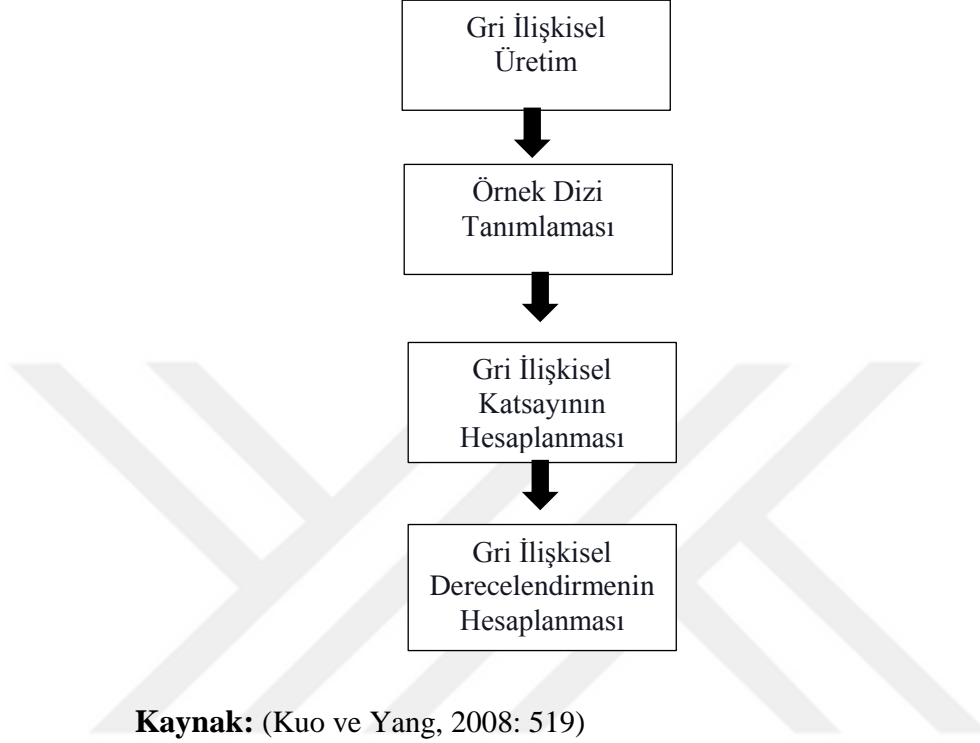 Gri İlişkisel
Üretim
Örnek Dizi
Tanımlaması
Gri İlişkisel
Katsayının
Hesaplanması
Gri İlişkisel
Derecelendirmenin
Hesaplanması
Kaynak: (Kuo ve Yang, 2008: 519)